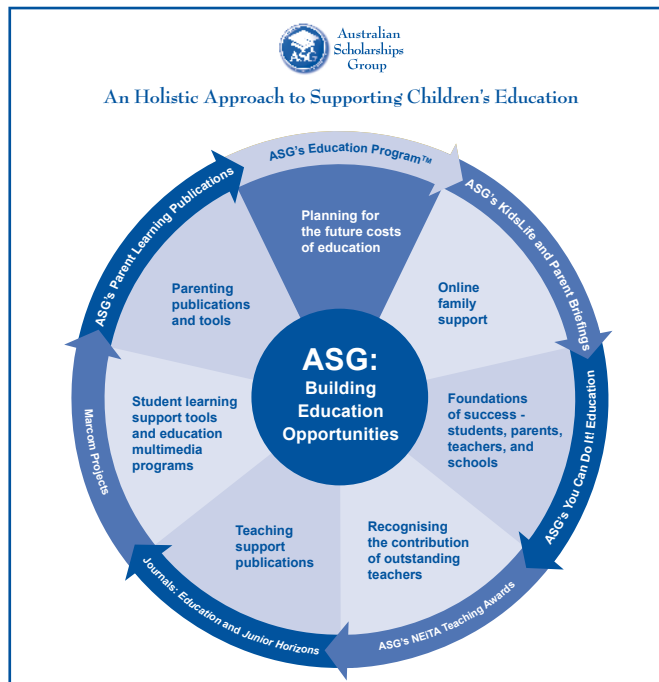 Australian
Scholarships
Group
ASG
An Holistic Approach to Supporting Children's Education
ASG's Education Program™
ASG's KidsLife and Parent Briefings
ASG's You Can Do It! Education
ASG's NEiTA Teaching Awards
Journals: Education and Junior Horizons
Marcom Projects
ASG's Parent Learning Publications
Planning for
the future costs
of education
Online
family
support
Foundations
of success -
students, parents,
teachers, and
schools
Recognising
the contribution
of outstanding
teachers
Teaching
support
publications
Student learning
support tools
and education
multimedia
programs
Parenting
publications
and tools
ASG:
Building
Education
Opportunities